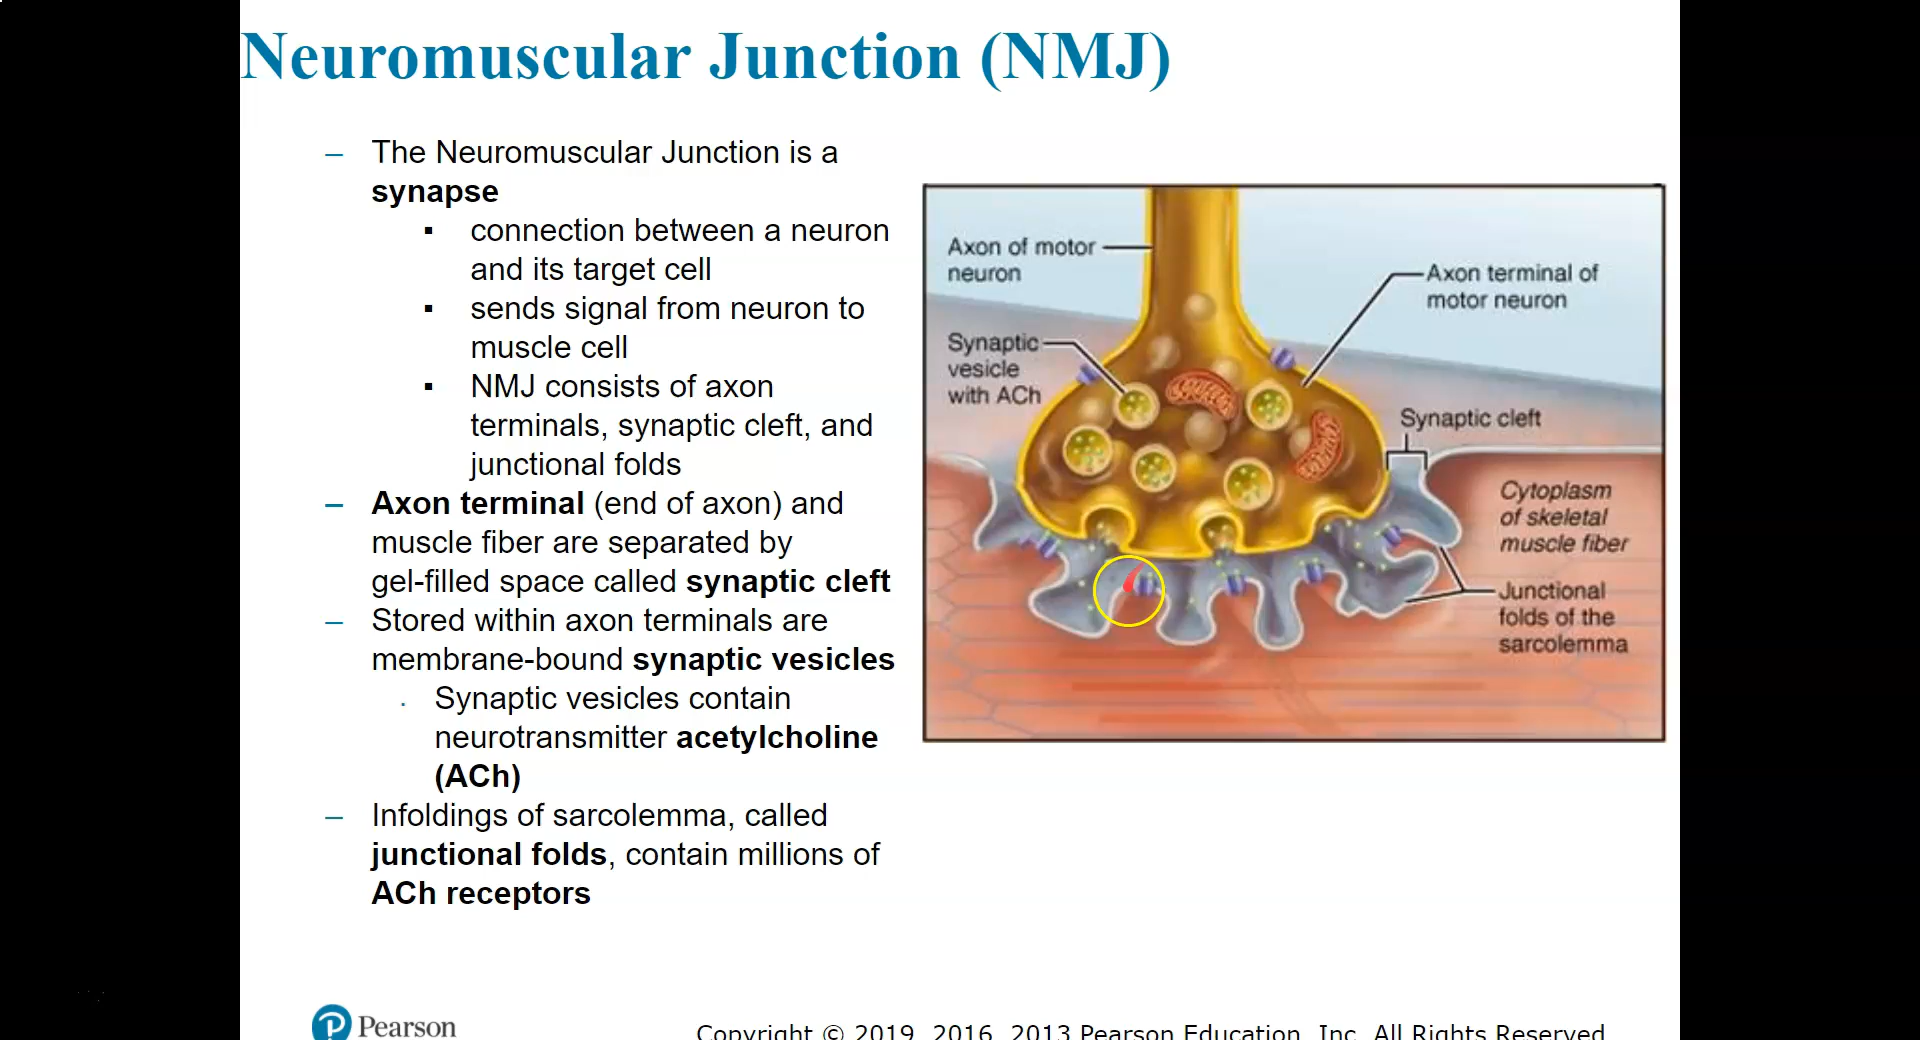 Neuromuscular Junction (NMJ)
– The Neuromuscular Junction is a
synapse
▪ connection between a neuron
and its target cell
▪ sends signal from neuron to
muscle cell
▪ NMJ consists of axon
terminals, synaptic cleft, and
junctional folds
– Axon terminal (end of axon) and
muscle fiber are separated by
gel-filled space called synaptic cleft
– Stored within axon terminals are
membrane-bound synaptic vesicles
· Synaptic vesicles contain
neurotransmitter acetylcholine
(ACh)
– Infoldings of sarcolemma, called
junctional folds, contain millions of
ACh receptors
Axon of motor
neuron
Axon terminal of
motor neuron
Synaptic
vesicle
with ACh
Synaptic cleft
Cytoplasm
of skeletal
muscle fiber
Junctional
folds of the
sarcolemma
Pearson
Copyright © 2019, 2016, 2013 Pearson Education, Inc. All Rights Reserved